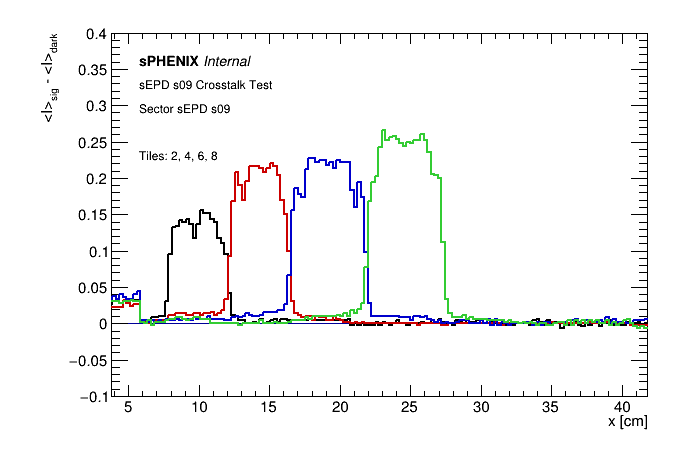 <I>sig - <I>dark
0.4
0.35
0.3
0.25
0.2
0.15
0.1
0.05
0
−0.05
−0.1
sPHENIX Internal
sEPD s09 Crosstalk Test
Sector sEPD s09
Tiles: 2, 4, 6, 8
5 10 15 20 25 30 35 40
x [cm]